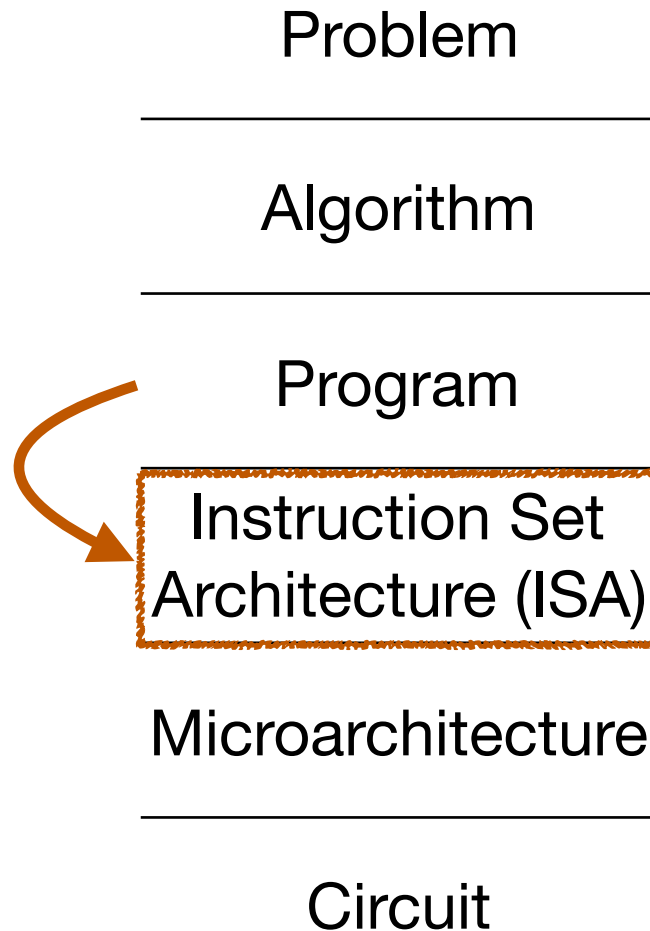 Problem
Algorithm
Program
Instruction Set
Architecture (ISA)
Microarchitecture
Circuit